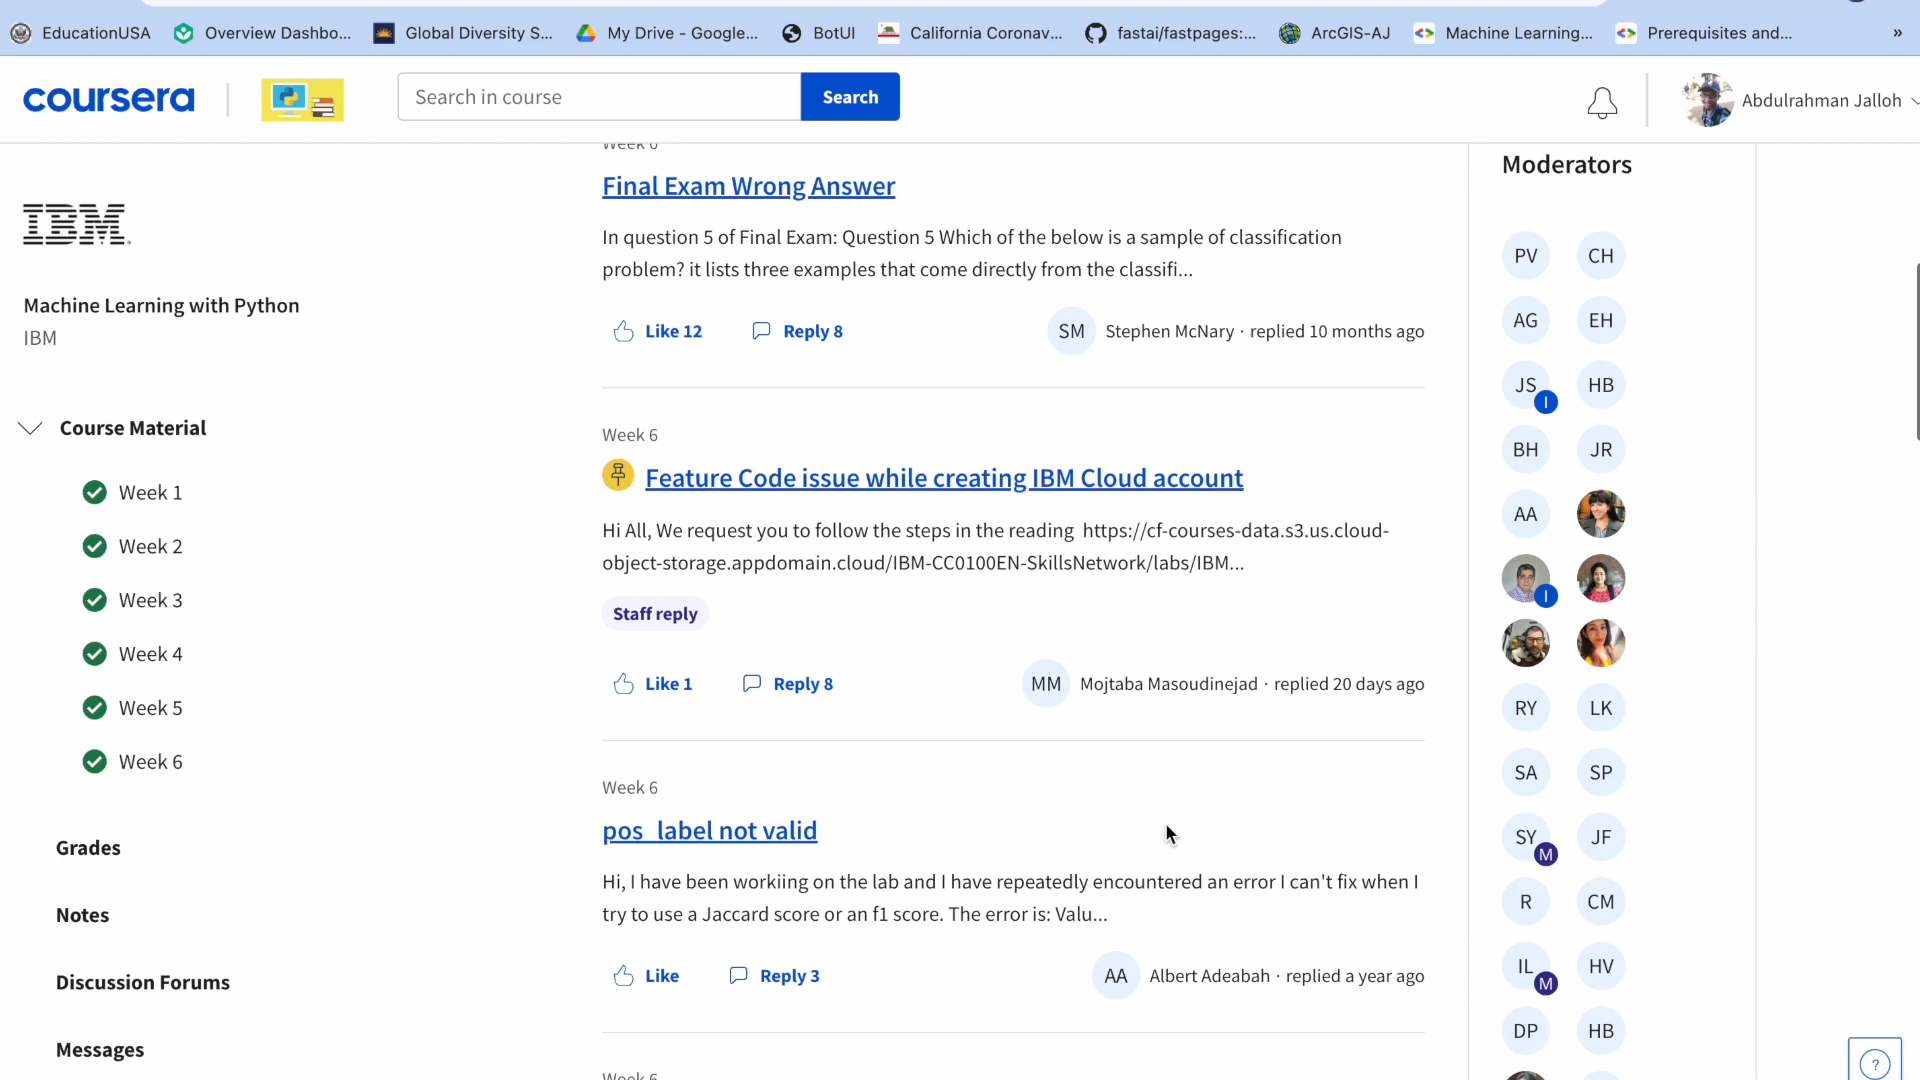 EducationUSA
Overview Dashbo...
Global Diversity S...
My Drive - Google...
BotUI
California Coronav...
fastai/fastpages:...
ArcGIS-AJ
Machine Learning...
Prerequisites and...
»
coursera
Search in course
Search
Abdulrahman Jalloh
IBM
Machine Learning with Python
IBM
Course Material
Week 1
Week 2
Week 3
Week 4
Week 5
Week 6
Grades
Notes
Discussion Forums
Messages
Week 6
Final Exam Wrong Answer
In question 5 of Final Exam: Question 5 Which of the below is a sample of classification
problem? it lists three examples that come directly from the classifi...
Like 12
Reply 8
SM
Stephen McNary · replied 10 months ago
Week 6
Feature Code issue while creating IBM Cloud account
Hi All, We request you to follow the steps in the reading https://cf-courses-data.s3.us.cloud-
object-storage.appdomain.cloud/IBM-CC0100EN-SkillsNetwork/labs/IBM...
Staff reply
Like 1
Reply 8
MM
Mojtaba Masoudinejad · replied 20 days ago
Week 6
pos_label not valid
Hi, I have been workiing on the lab and I have repeatedly encountered an error I can't fix when I
try to use a Jaccard score or an f1 score. The error is: Valu...
Like
Reply 3
AA
Albert Adeabah · replied a year ago
Week 6
Moderators
PV CH
AG EH
JS I HB
BH JR
AA
I
RY LK
SA SP
SY M JF
R CM
IL M HV
DP HB
?